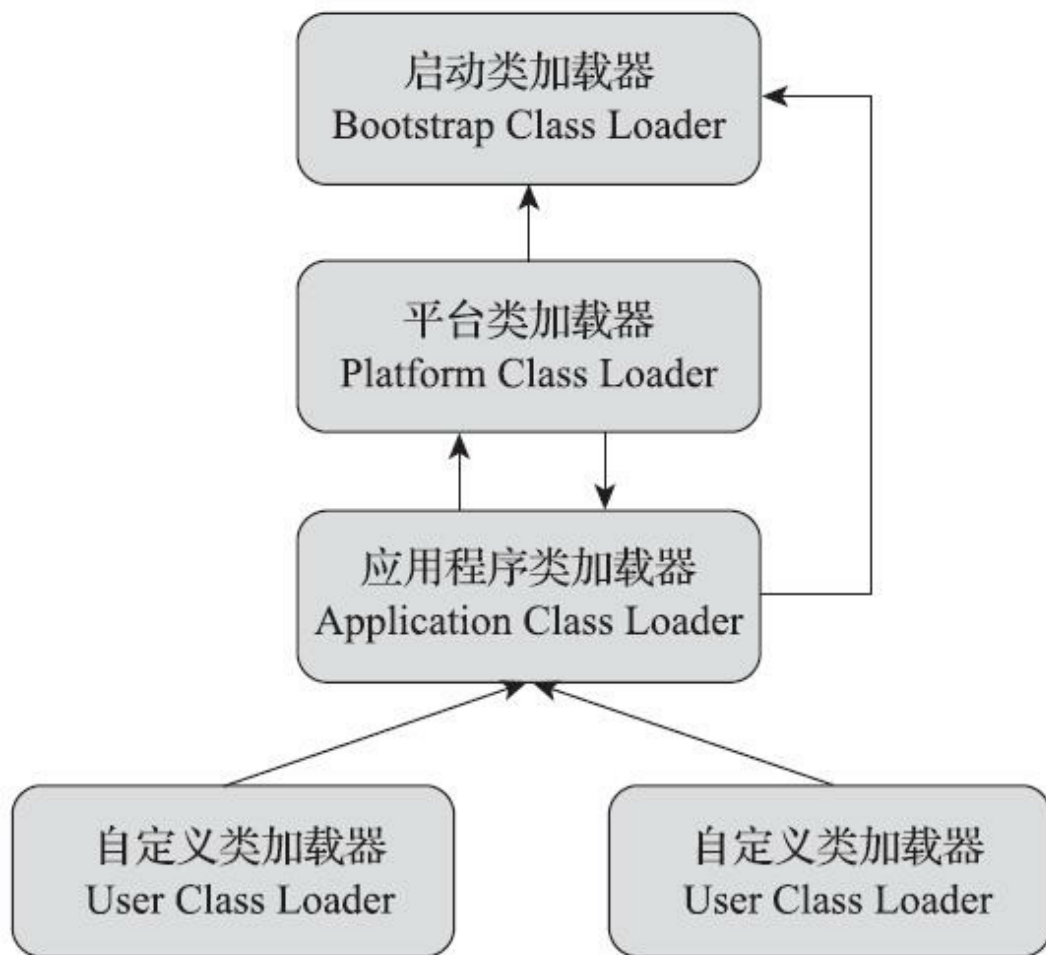 启动类加载器
Bootstrap Class Loader
平台类加载器
Platform Class Loader
应用程序类加载器
Application Class Loader
自定义类加载器
User Class Loader
自定义类加载器
User Class Loader